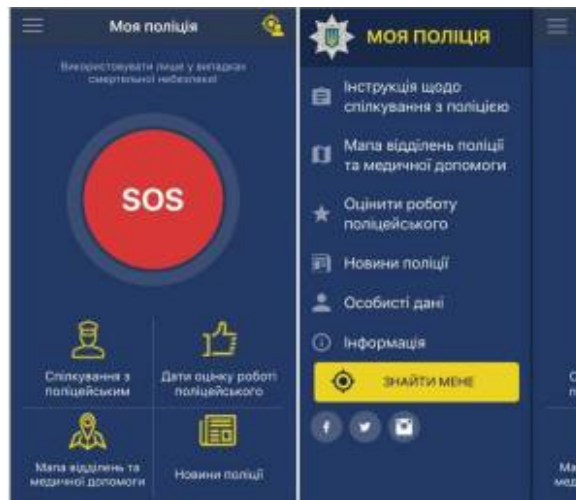 Моя поліція
Використовувати лише у випадках
смертельної небезпеки!
SOS
Спілкування з
поліцейським
Дати оцінку роботі
поліцейського
Мапа відділень та
медичної допомоги
Новини поліції
МОЯ ПОЛІЦІЯ
Інструкція щодо
спілкування з поліцією
Мапа відділень поліції
та медичної допомоги
Оцінити роботу
поліцейського
Новини поліції
Особисті дані
Інформація
ЗНАЙТИ МЕНЕ